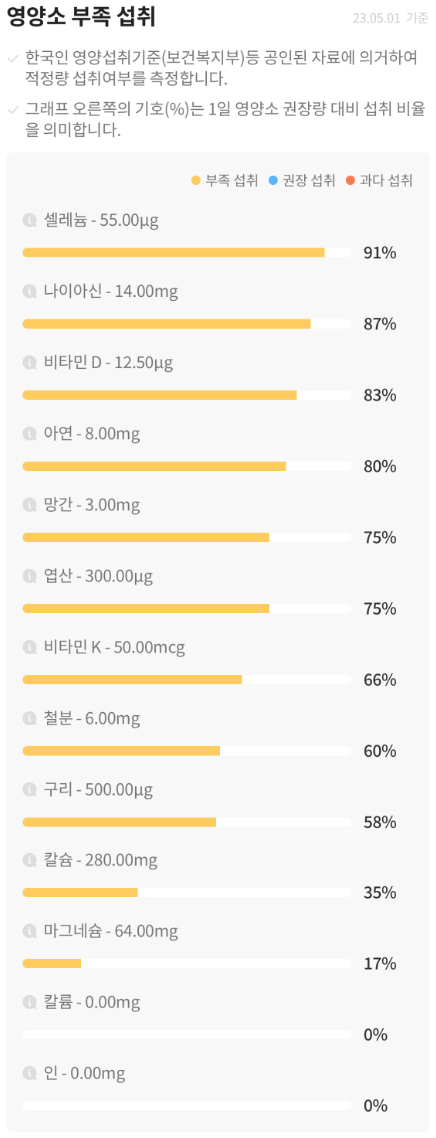 영양소 부족 섭취
23.05.01 기준
한국인 영양섭취기준(보건복지부)등 공인된 자료에 의거하여
적정량 섭취여부를 측정합니다.
그래프 오른쪽의 기호(%)는 1일 영양소 권장량 대비 섭취 비율
을 의미합니다.
부족 섭취 권장 섭취 과다 섭취
셀레늄 - 55.00µg
91%
나이아신 - 14.00mg
87%
비타민 D - 12.50µg
83%
아연 - 8.00mg
80%
망간 - 3.00mg
75%
엽산 - 300.00µg
75%
비타민 K - 50.00mcg
66%
철분 - 6.00mg
60%
구리 - 500.00µg
58%
칼슘 - 280.00mg
35%
마그네슘 - 64.00mg
17%
칼륨 - 0.00mg
0%
인 - 0.00mg
0%